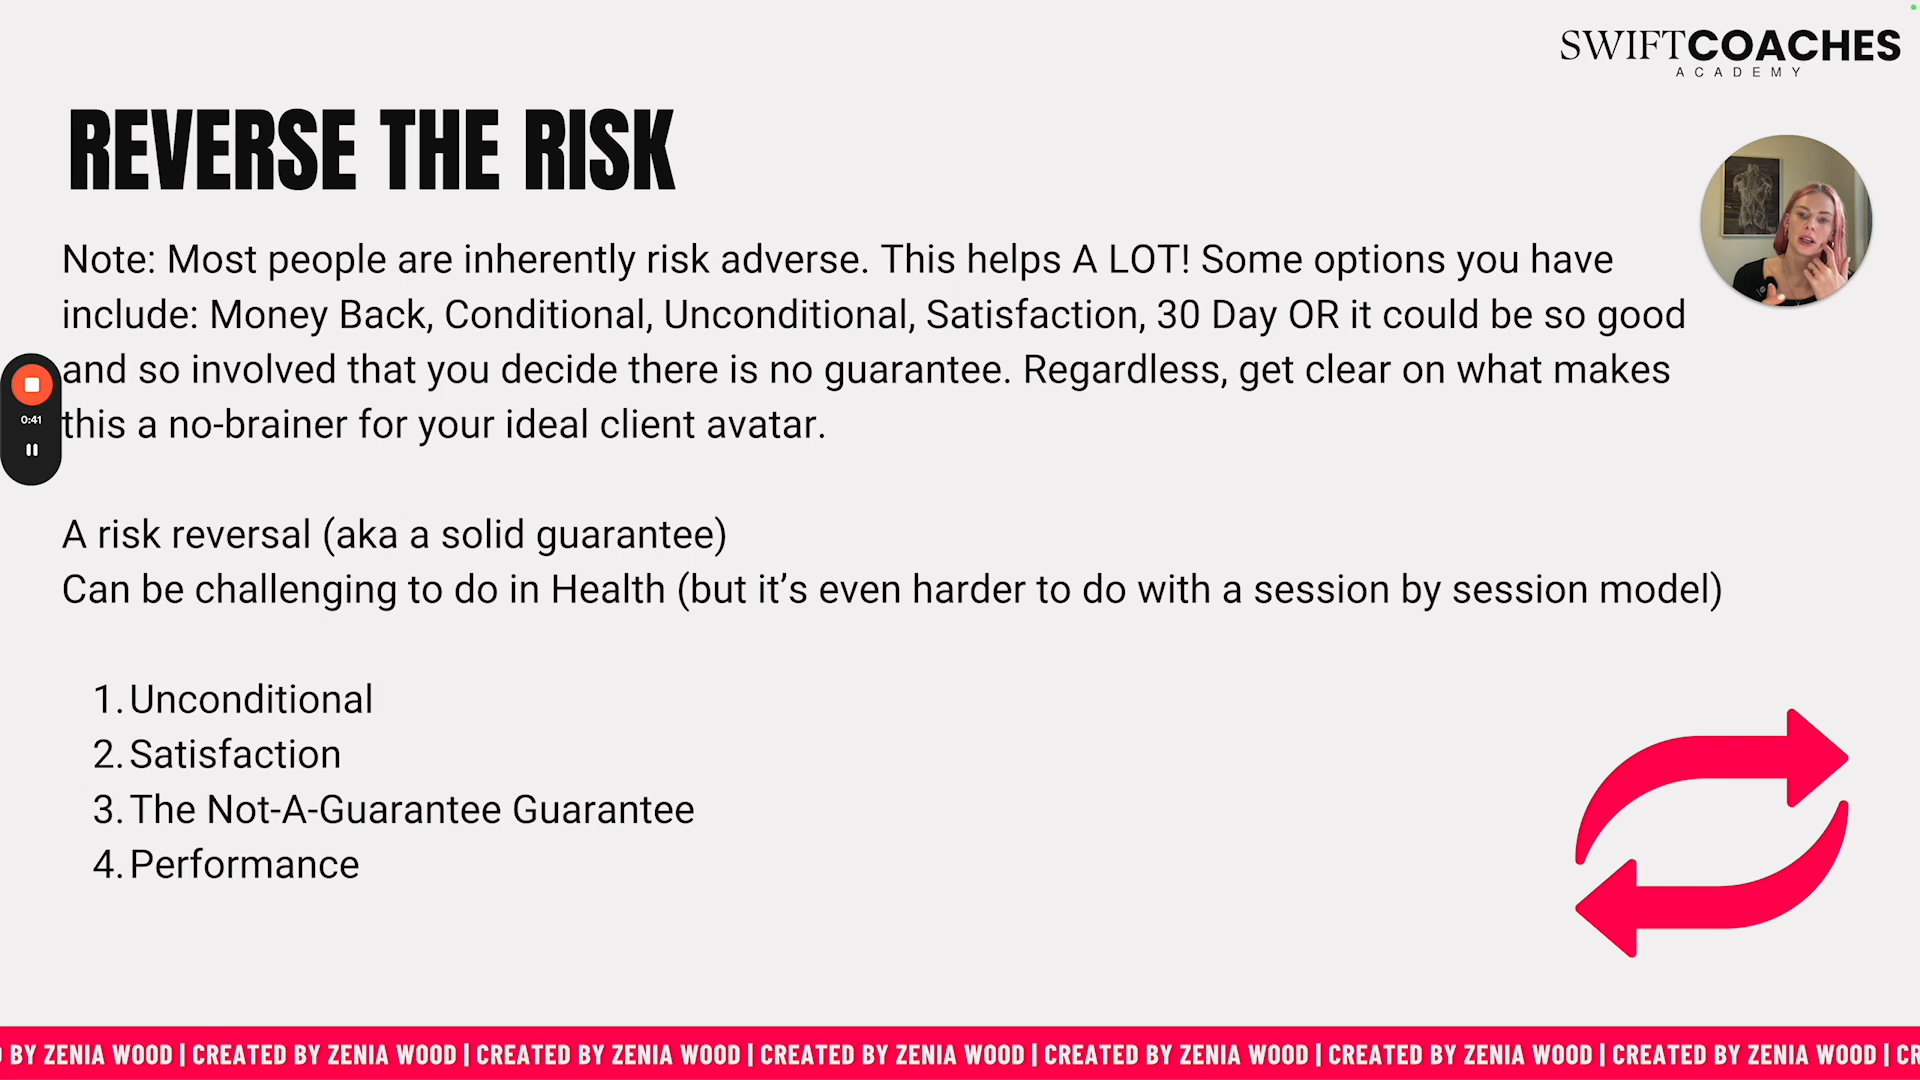 SWIFTCOACHES
ACADEMY
REVERSE THE RISK
Note: Most people are inherently risk adverse. This helps A LOT! Some options you have
include: Money Back, Conditional, Unconditional, Satisfaction, 30 Day OR it could be so good
and so involved that you decide there is no guarantee. Regardless, get clear on what makes
this a no-brainer for your ideal client avatar.
0:41
A risk reversal (aka a solid guarantee)
Can be challenging to do in Health (but it’s even harder to do with a session by session model)
1. Unconditional
2. Satisfaction
3. The Not-A-Guarantee Guarantee
4. Performance
D BY ZENIA WOOD | CREATED BY ZENIA WOOD | CREATED BY ZENIA WOOD | CREATED BY ZENIA WOOD | CREATED BY ZENIA WOOD | CREATED BY ZENIA WOOD | CREATED BY ZENIA WOOD | CR